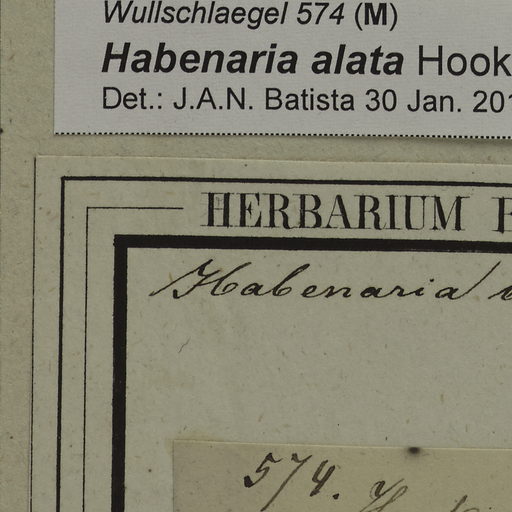 Wullschlaegel 574 (M)
Habenaria alata Hook
Det.: J.A.N. Batista 30 Jan. 201
HERBARIUM
Habenaria
574. H